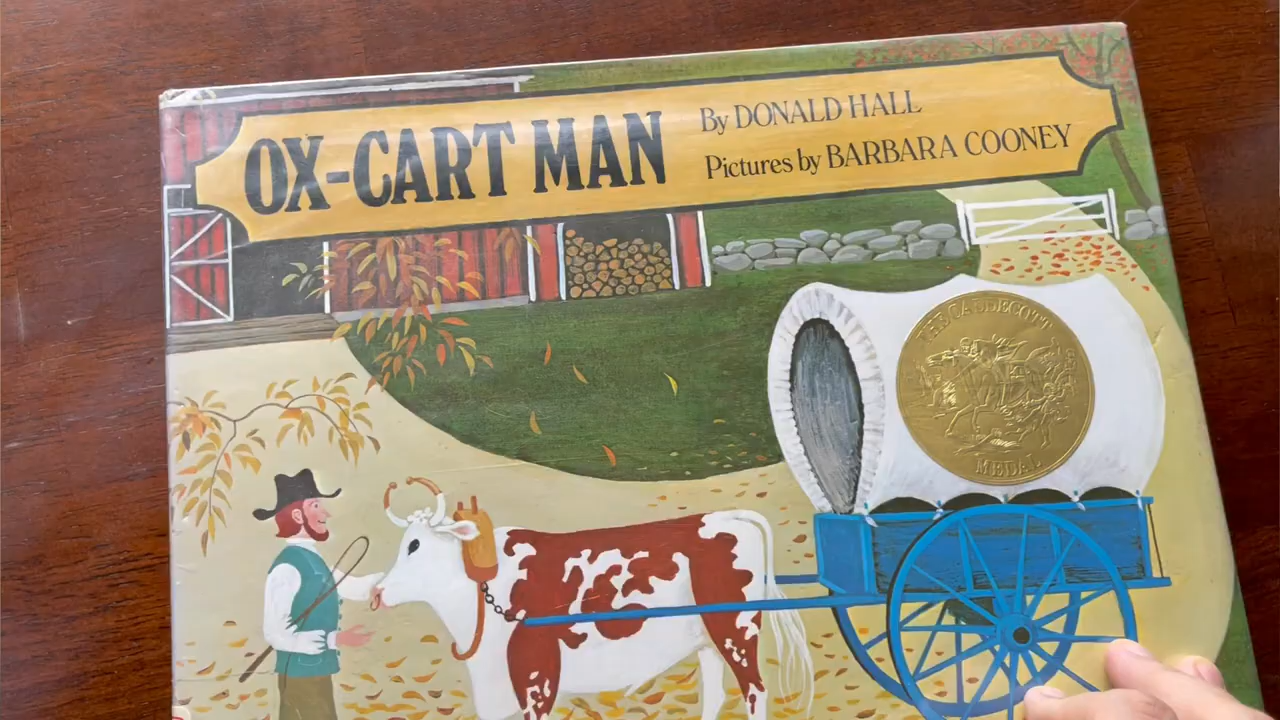 OX-CART MAN
By DONALD HALL
Pictures by BARBARA COONEY
THE CALDECOTT
MEDAL